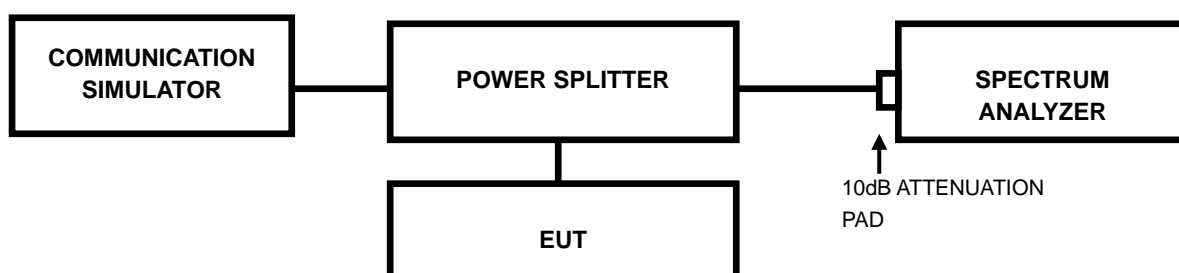 COMMUNICATION
SIMULATOR
POWER SPLITTER
SPECTRUM
ANALYZER
10dB ATTENUATION
PAD
EUT